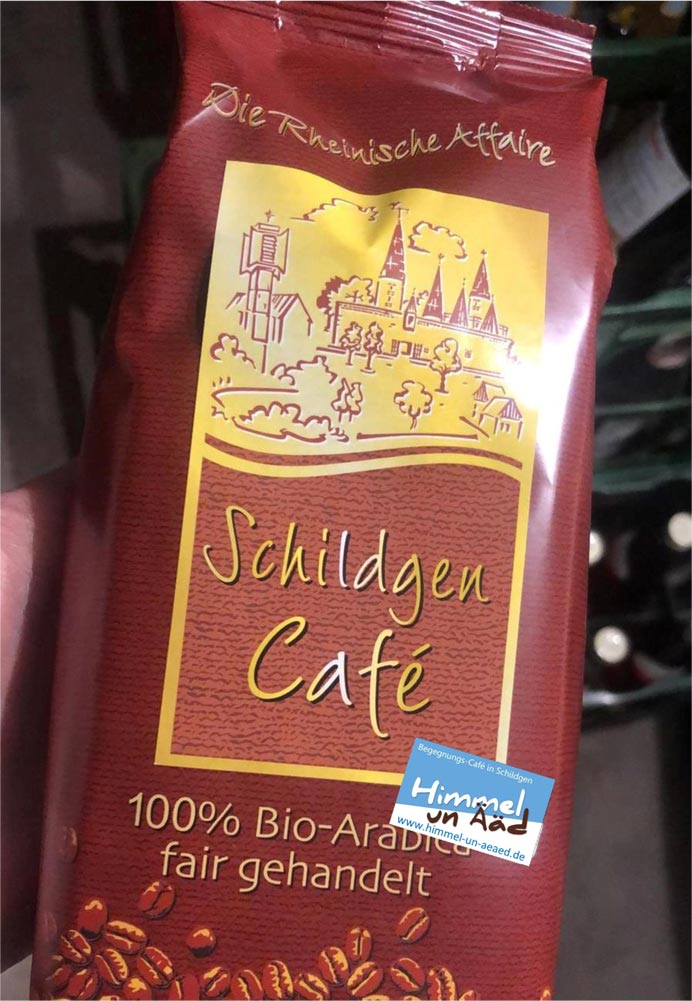 Die Rheinische Affaire
Schildgen
Café
Begegnungs-Café in Schildgen
Himmel
un Ääd
www.himmel-un-aeaed.de
100% Bio-Arabica
fair gehandelt